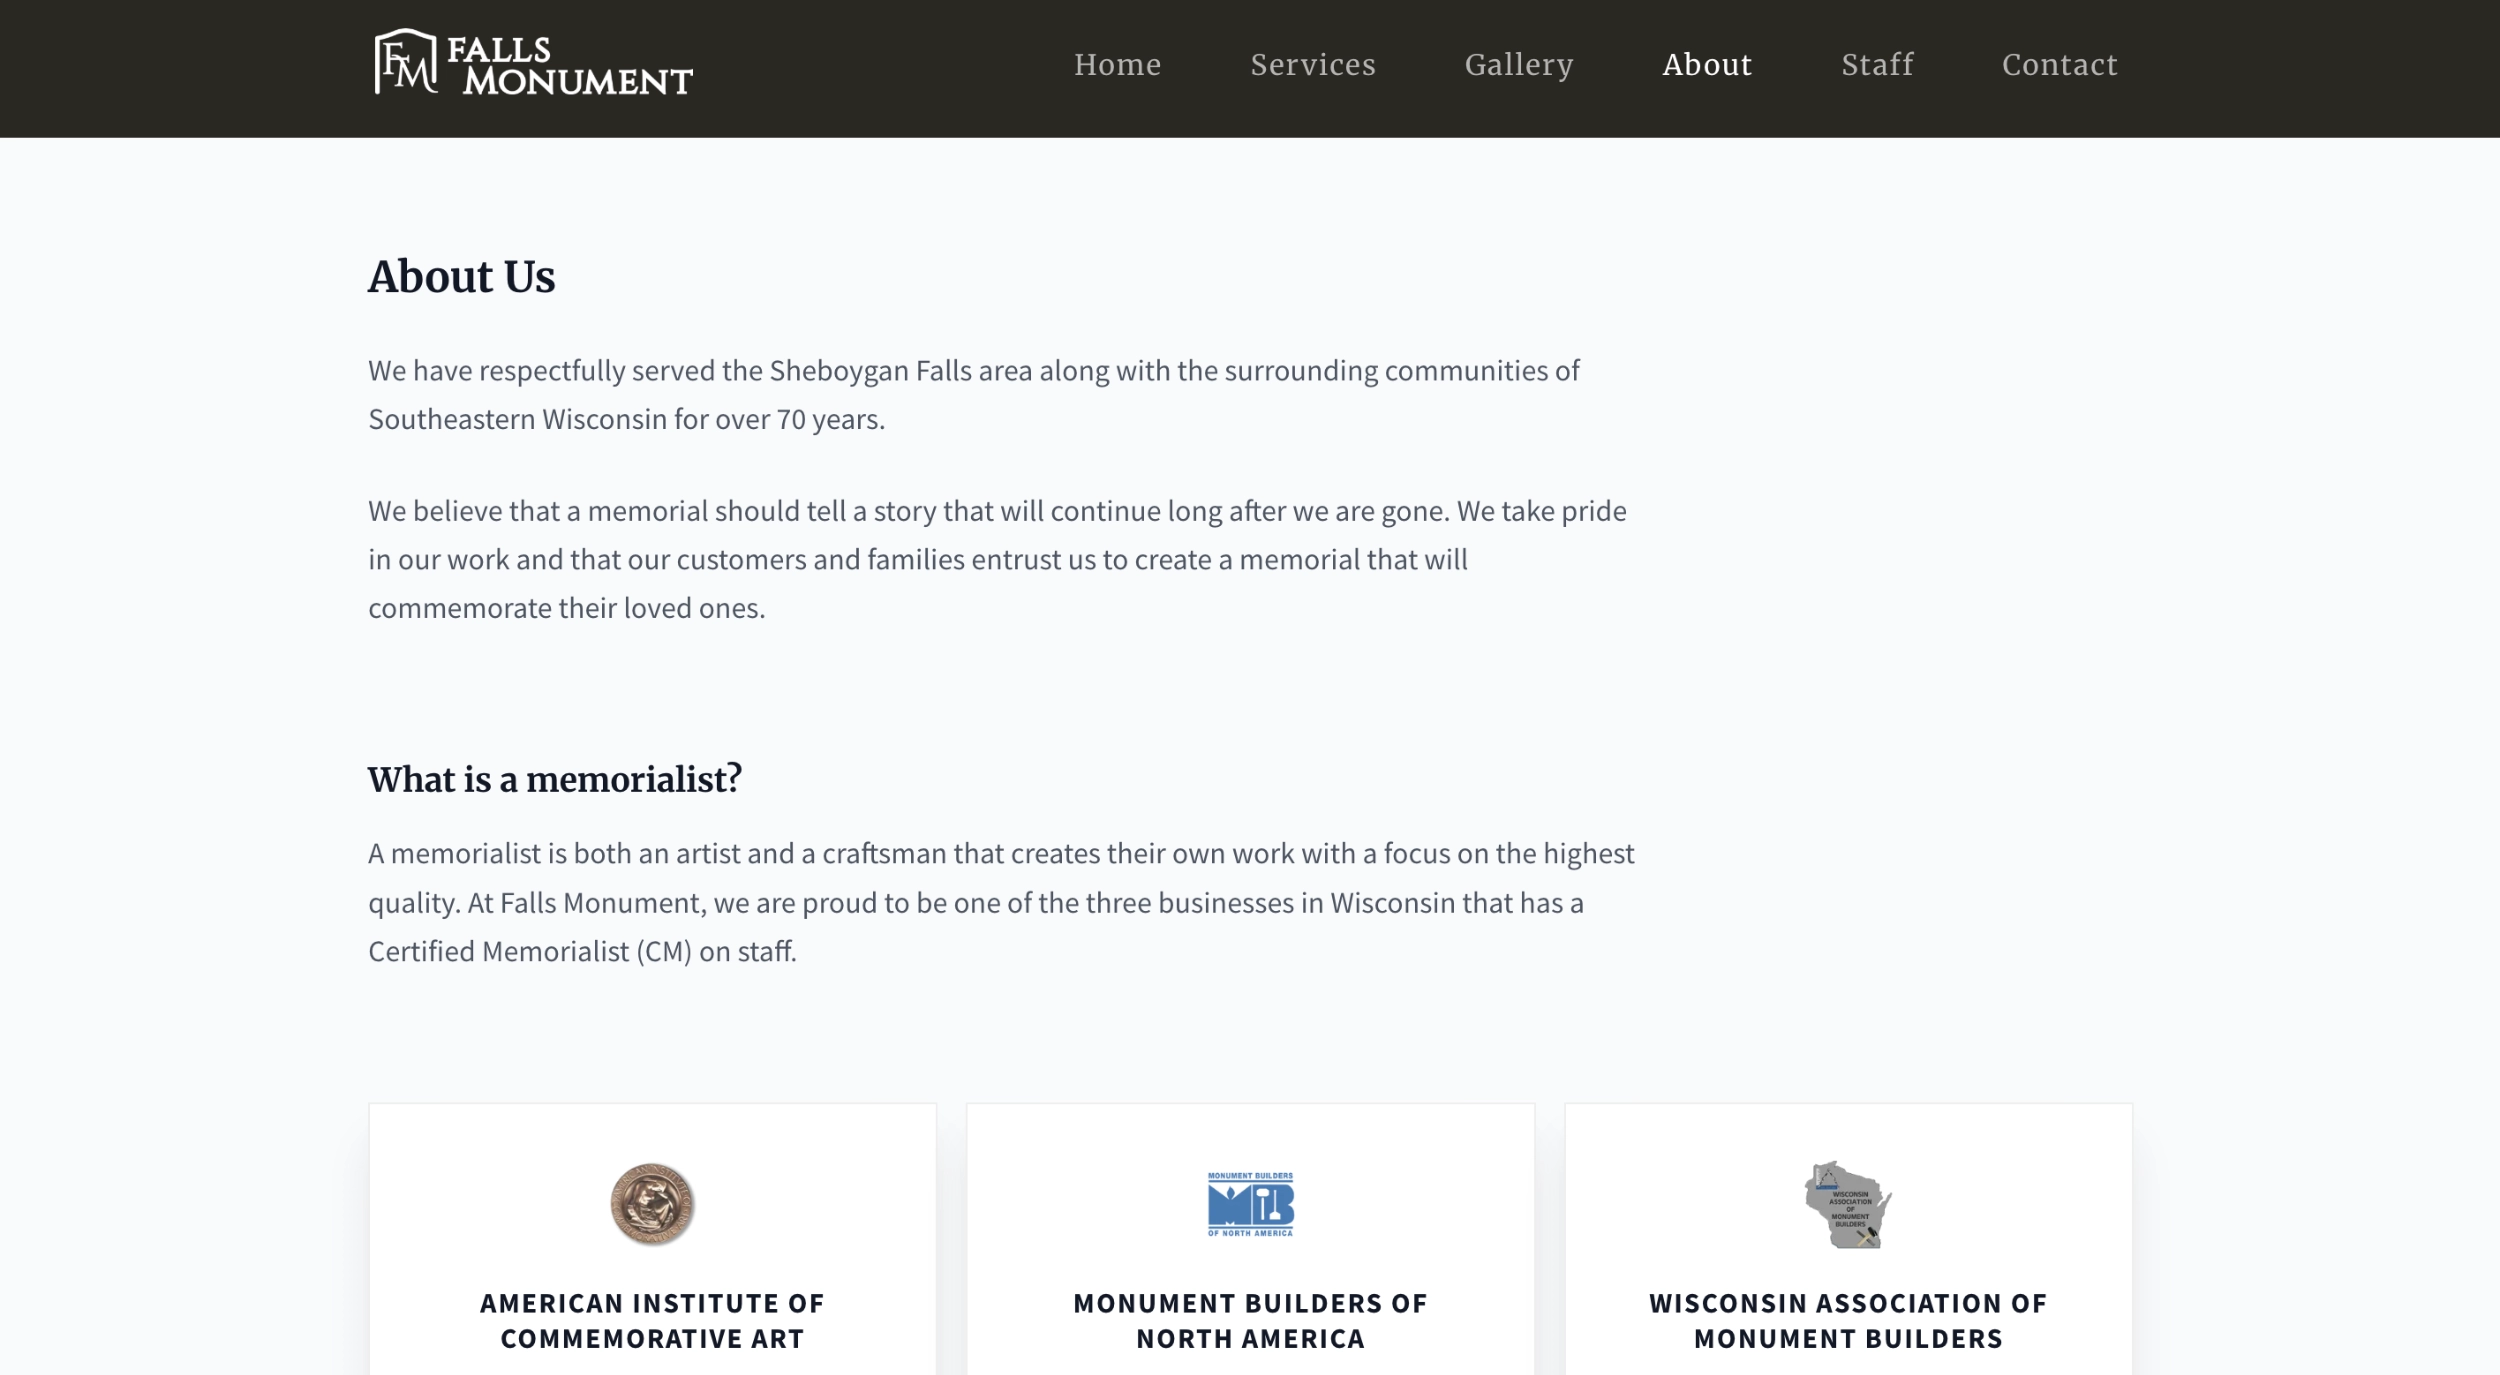 FM FALLS MONUMENT
Home Services Gallery About Staff Contact
About Us
We have respectfully served the Sheboygan Falls area along with the surrounding communities of
Southeastern Wisconsin for over 70 years.
We believe that a memorial should tell a story that will continue long after we are gone. We take pride
in our work and that our customers and families entrust us to create a memorial that will
commemorate their loved ones.
What is a memorialist?
A memorialist is both an artist and a craftsman that creates their own work with a focus on the highest
quality. At Falls Monument, we are proud to be one of the three businesses in Wisconsin that has a
Certified Memorialist (CM) on staff.
MONUMENT BUILDERS
MB
OF NORTH AMERICA
WISCONSIN
ASSOCIATION
OF
MONUMENT
BUILDERS
AMERICAN INSTITUTE OF
COMMEMORATIVE ART
MONUMENT BUILDERS OF
NORTH AMERICA
WISCONSIN ASSOCIATION OF
MONUMENT BUILDERS